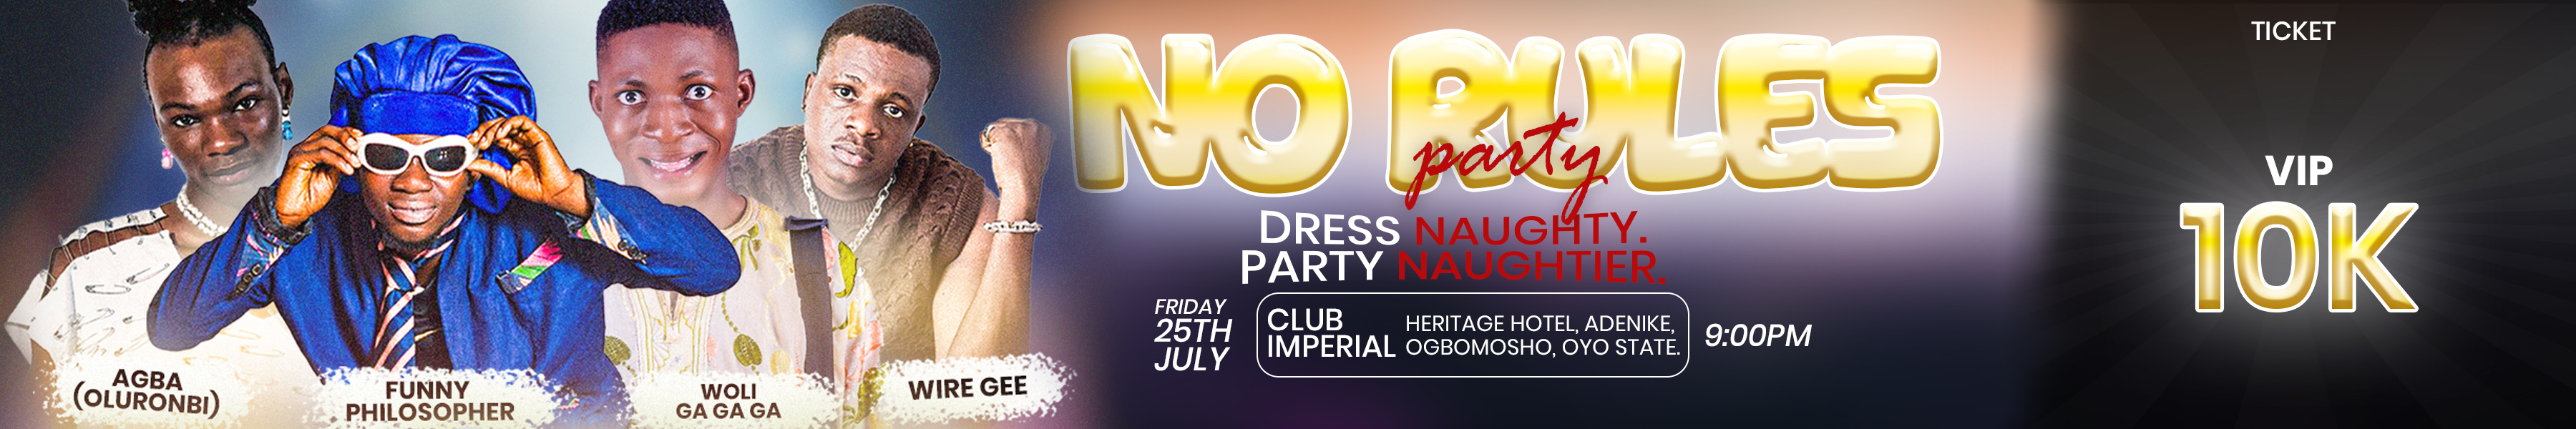 AGBA
(OLURONBI)
FUNNY
PHILOSOPHER
WOLI
GA GA GA
WIRE GEE
NO RULES
party
DRESS NAUGHTY.
PARTY NAUGHTIER.
FRIDAY
25TH
JULY
CLUB
IMPERIAL
HERITAGE HOTEL, ADENIKE,
OGBOMOSHO, OYO STATE.
9:00PM
TICKET
VIP
10K